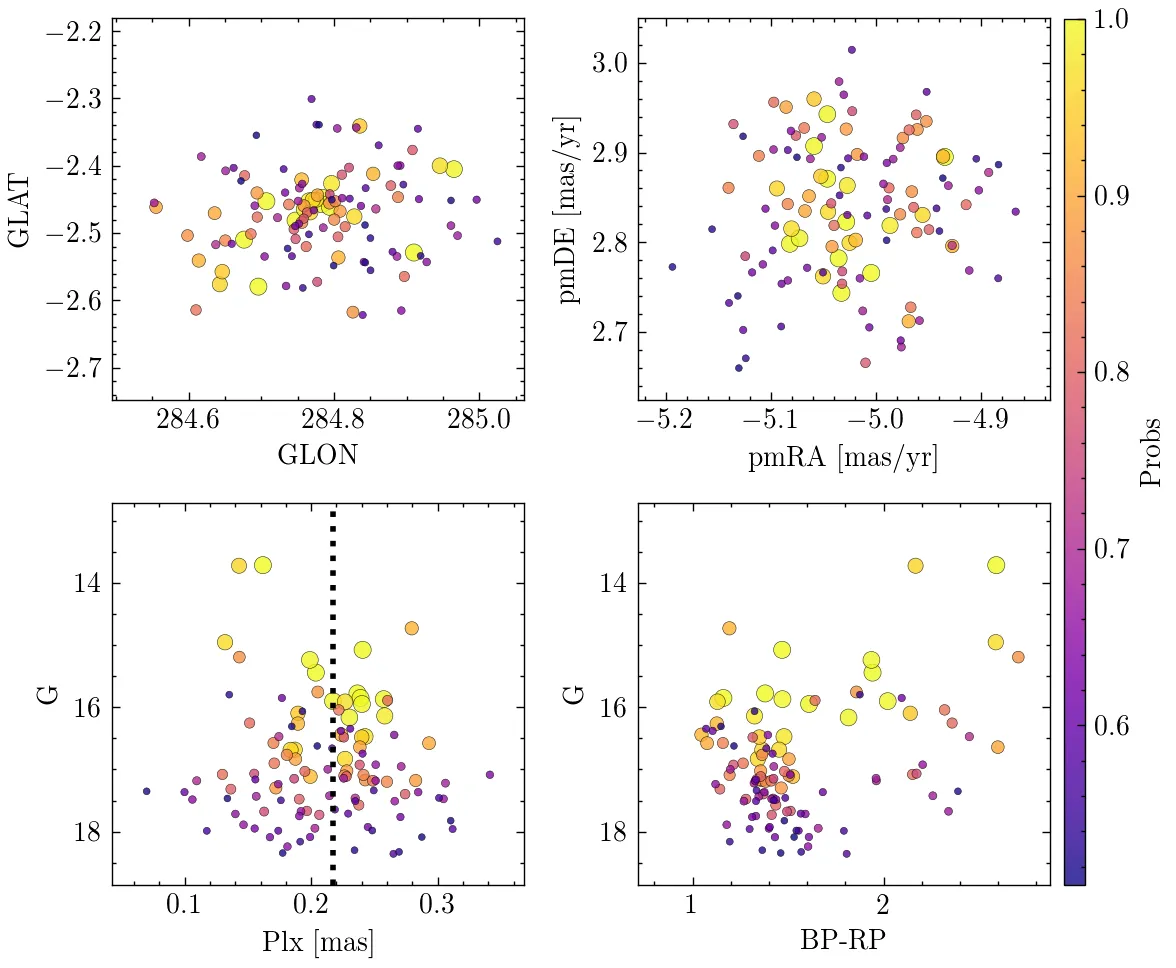 −2.2
−2.3
−2.4
−2.5
−2.6
−2.7
GLAT
284.6 284.8 285.0
GLON
3.0
2.9
2.8
2.7
pmDE [mas/yr]
−5.2 −5.1 −5.0 −4.9
pmRA [mas/yr]
14
16
18
G
0.1 0.2 0.3
Plx [mas]
14
16
18
G
1 2
BP-RP
1.0
0.9
0.8
0.7
0.6
Probs